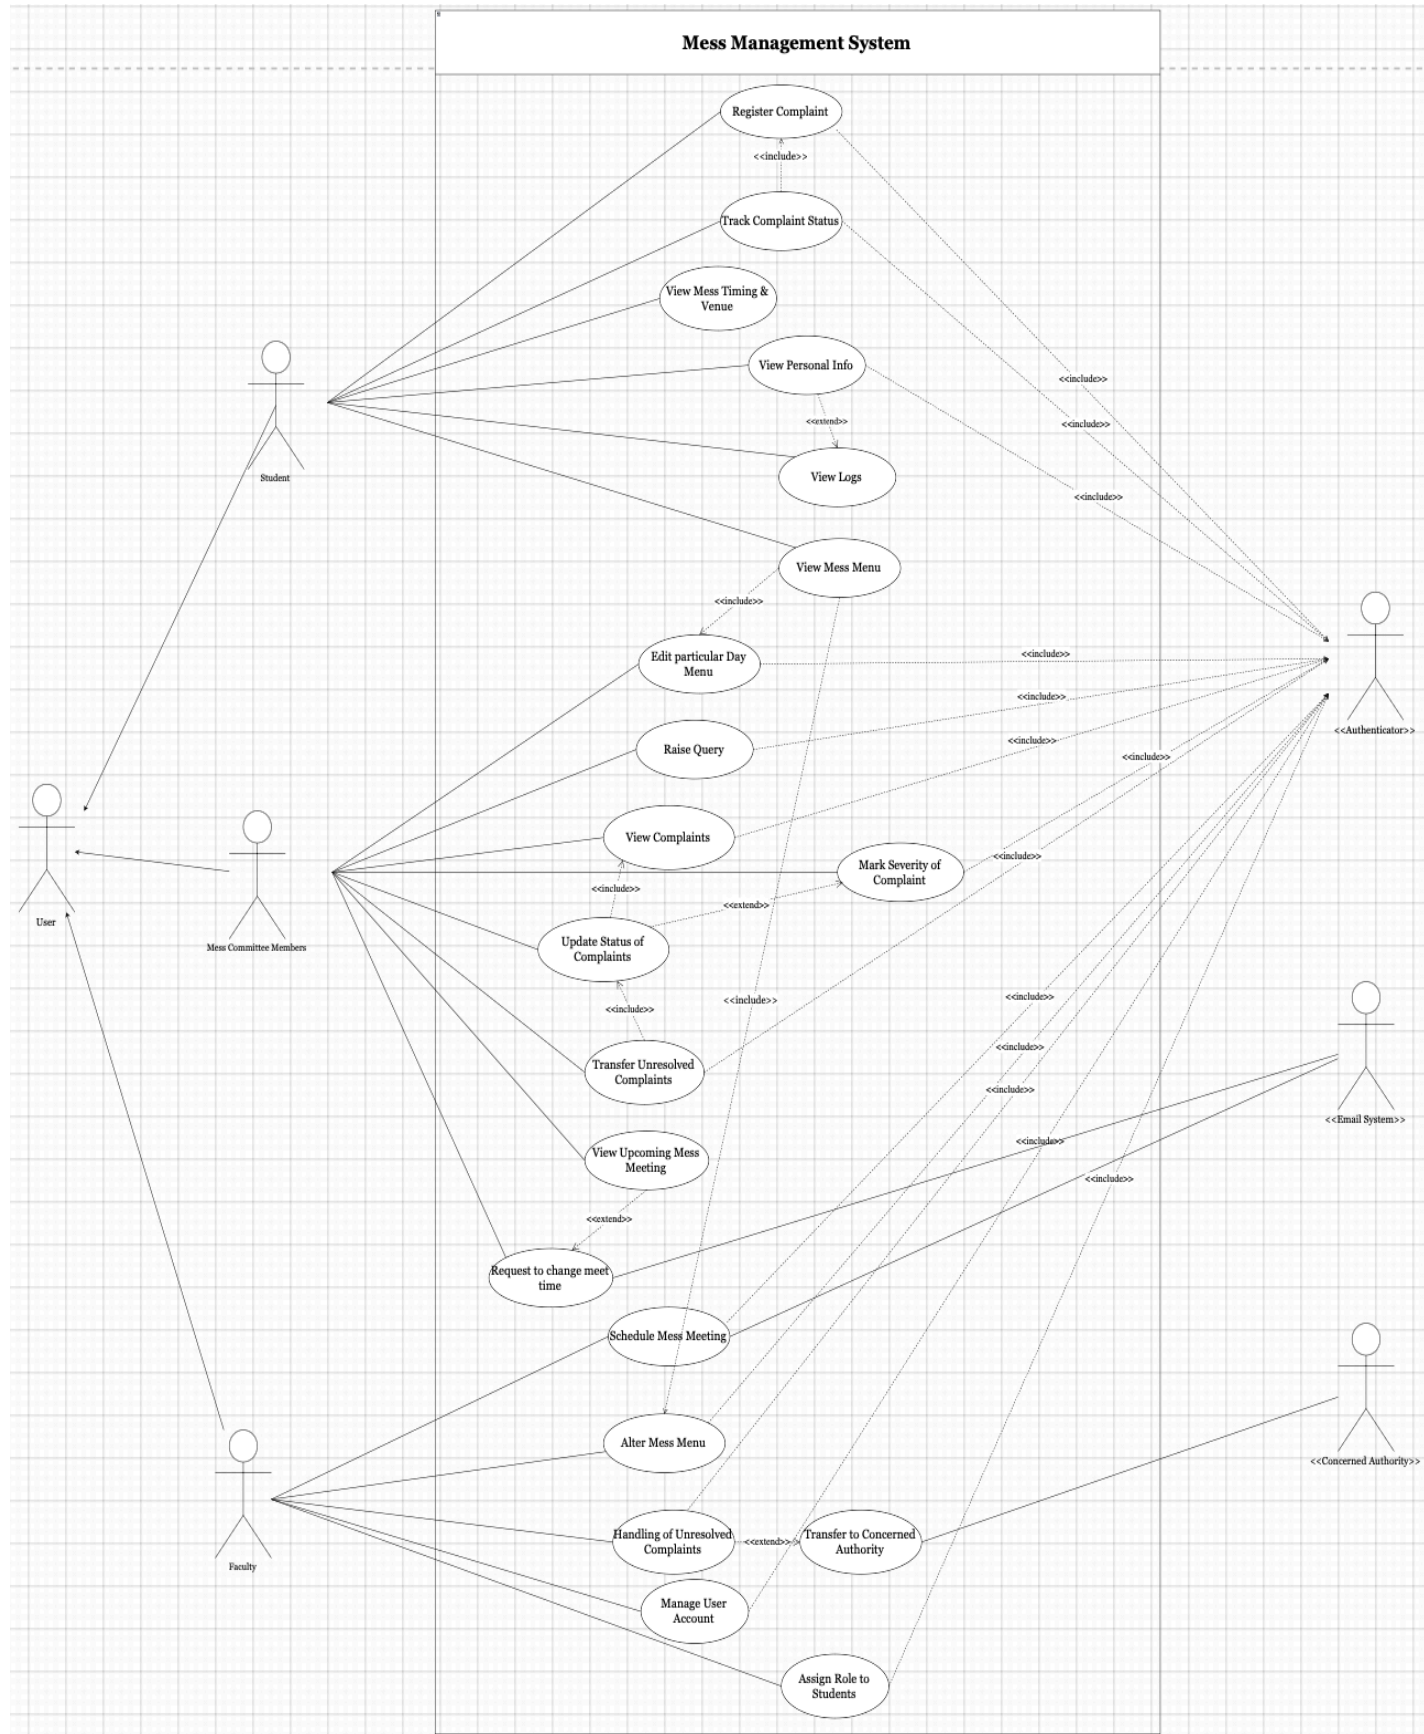 Mess Management System
Register Complaint
<<include>>
Track Complaint Status
View Mess Timing &
Venue
View Personal Info
<<include>>
<<extend>>
<<include>>
View Logs
Student
<<include>>
View Mess Menu
<<include>>
Edit particular Day
Menu
<<include>>
<<include>>
Raise Query
<<Authenticator>>
<<include>>
<<include>>
View Complaints
<<include>>
Mark Severity of
Complaint
<<include>>
<<extend>>
User
Mess Committee Members
Update Status of
Complaints
<<include>>
<<include>>
<<include>>
<<include>>
Transfer Unresolved
Complaints
<<include>>
<<Email System>>
<<include>>
View Upcoming Mess
Meeting
<<include>>
<<extend>>
Request to change meet
time
Schedule Mess Meeting
Alter Mess Menu
<<Concerned Authority>>
Handling of Unresolved
Complaints
<<extend>>
Transfer to Concerned
Authority
Faculty
Manage User
Account
Assign Role to
Students